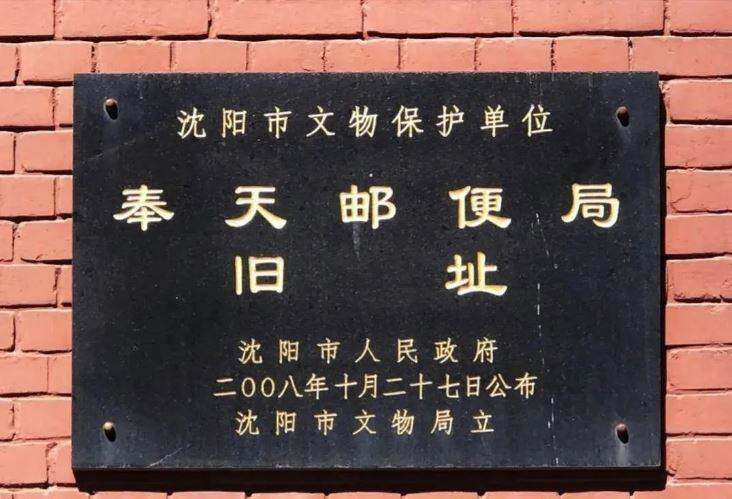 沈阳市文物保护单位
奉天邮便局
旧址
沈阳市人民政府
二〇〇八年十月二十七日公布
沈阳市文物局立